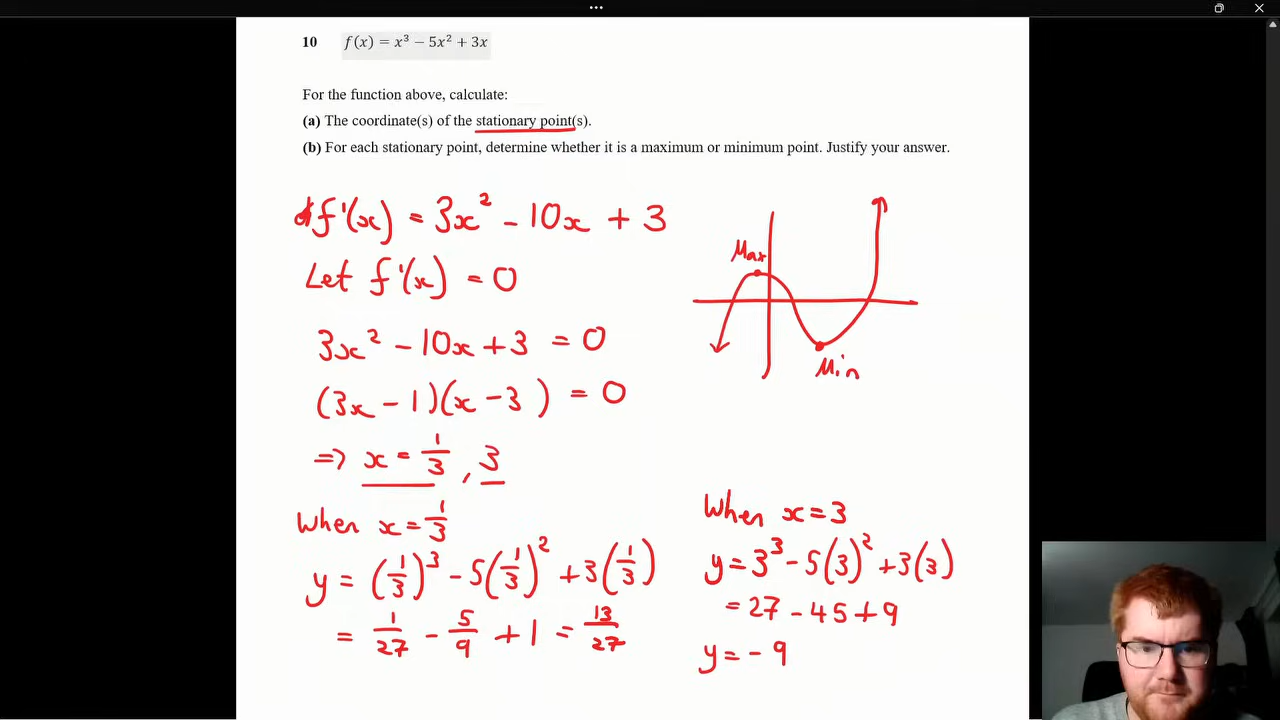 10 f(x) = x³ − 5x² + 3x
For the function above, calculate:
(a) The coordinate(s) of the stationary point(s).
(b) For each stationary point, determine whether it is a maximum or minimum point. Justify your answer.
f'(x) = 3x² - 10x + 3
Let f'(x) = 0
3x² - 10x + 3 = 0
(3x - 1)(x - 3) = 0
=> x = 1/3, 3
When x = 1/3
y = (1/3)³ - 5(1/3)² + 3(1/3)
= 1/27 - 5/9 + 1 = 13/27
Max
Min
When x = 3
y = 3³ - 5(3)² + 3(3)
= 27 - 45 + 9
y = - 9